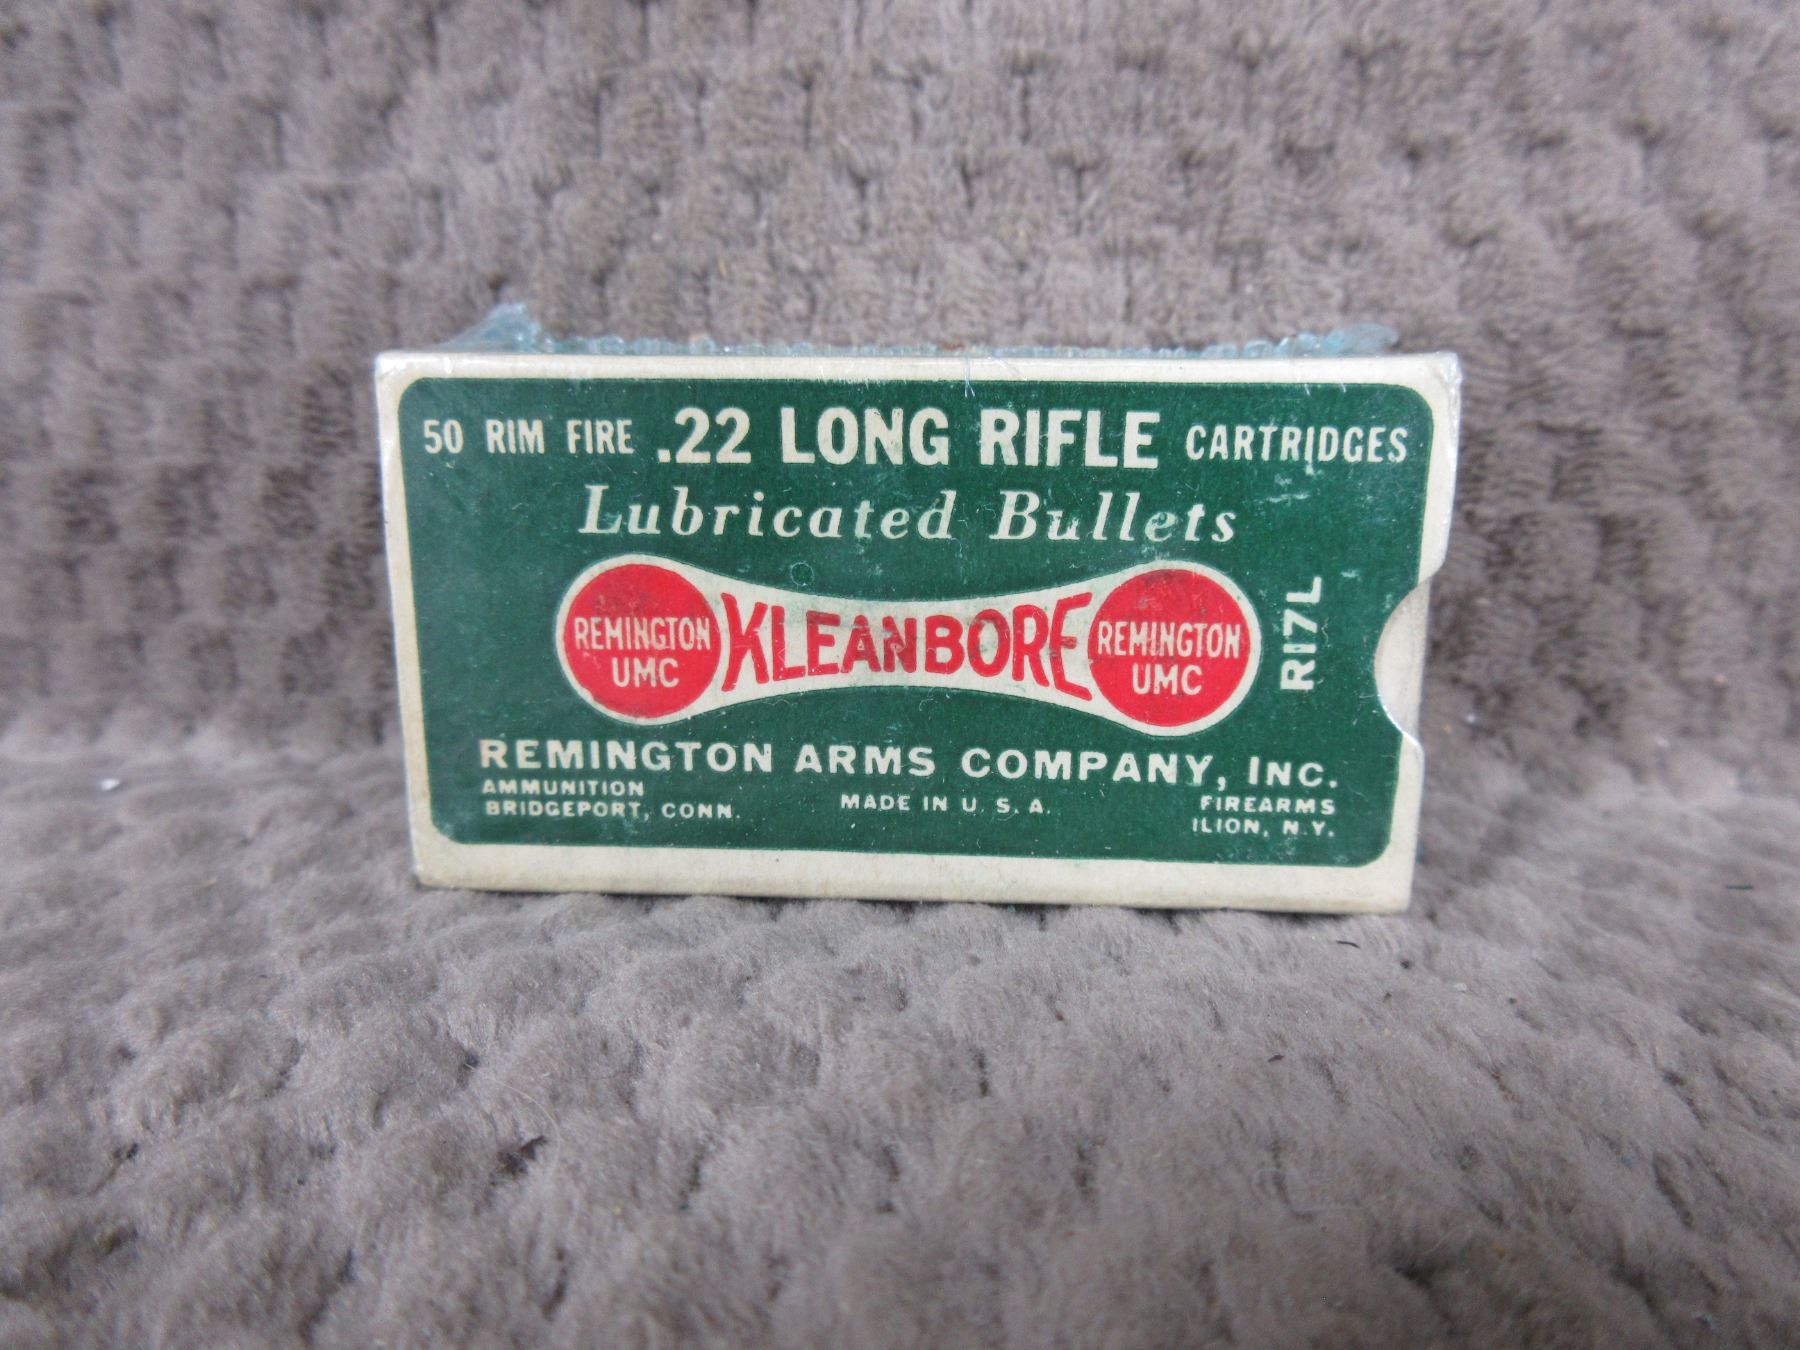 50 RIM FIRE .22 LONG RIFLE CARTRIDGES
Lubricated Bullets
REMINGTON
UMC
KLEANBORE
REMINGTON
UMC
R17L
REMINGTON ARMS COMPANY, INC.
AMMUNITION
BRIDGEPORT, CONN.
MADE IN U. S. A.
FIREARMS
ILION, N.Y.